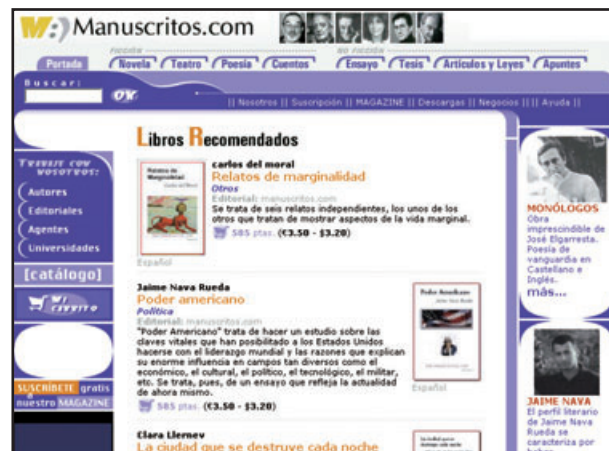 Manuscritos.com
FICCIÓN
NO FICCIÓN
Portada
Novela
Teatro
Poesía
Cuentos
Ensayo
Tesis
Artículos y Leyes
Apuntes
Buscar:
OK
|| Nosotros || Suscripción || MAGAZINE || Descargas || Negocios |||| Ayuda ||
TRABAJE CON
NOSOTROS:
Autores
Editoriales
Agentes
Universidades
[catálogo]
MI
CARRITO
SUSCRÍBETE gratis
a nuestro MAGAZINE
Libros Recomendados
Relatos de
Marginalidad
carlos del moral
Relatos de marginalidad
Otros
Editorial: manuscritos.com
Se trata de seis relatos independientes, los unos de los
otros que tratan de mostrar aspectos de la vida marginal.
585 ptas. (€3.50 - $3.20)
Español
Jaime Nava Rueda
Poder americano
Política
Editorial: manuscritos.com
"Poder Americano" trata de hacer un estudio sobre las
claves vitales que han posibilitado a los Estados Unidos
hacerse con el liderazgo mundial y las razones que explican
su enorme influencia en campos tan diversos como el
económico, el cultural, el político, el tecnológico, el militar,
etc. Se trata, pues, de un ensayo que refleja la actualidad
de ahora mismo.
585 ptas. (€3.50 - $3.20)
Poder Americano
Español
Clara Llerney
La ciudad que se destruye cada noche
MONÓLOGOS
Obra
imprescindible de
José Elgarresta.
Poesía de
vanguardia en
Castellano e
Inglés.
más...
JAIME NAVA
El perfil literario
de Jaime Nava
Rueda se
caracteriza por